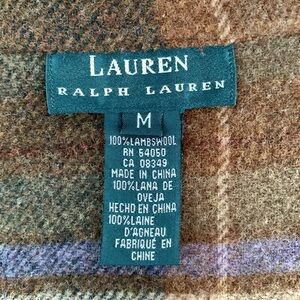 LAUREN
RALPH LAUREN
M
100%LAMBSWOOL
RN 54050
CA 08349
MADE IN CHINA
100%LANA DE
OVEJA
HECHO EN CHINA
100%LAINE
D'AGNEAU
FABRIQUÉ EN
CHINE